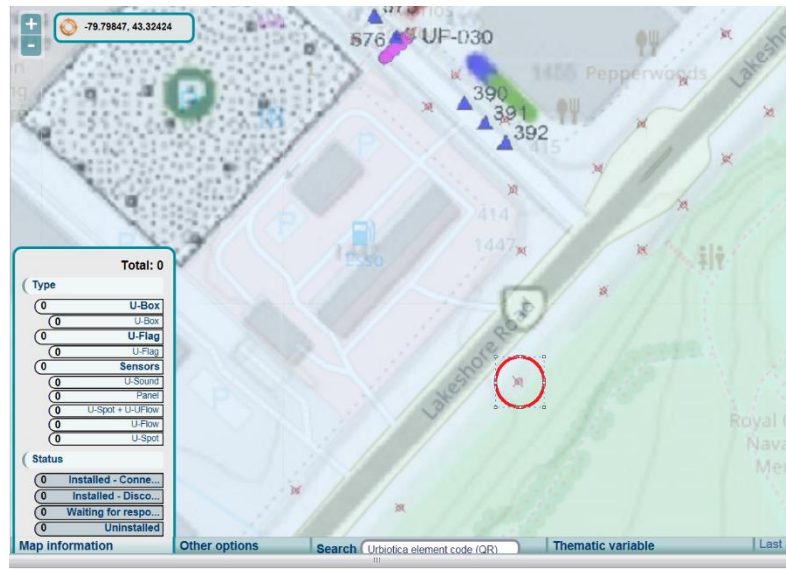 +
-
-79.79847, 43.32424
576
UF-030
1455
Pepperwoods
390
391
392
415
414
1447
Esso
P
P
P
P
Lakeshore Road
Lakesh
Royal
Nava
Me
Total: 0
Type
0 U-Box
0 U-Box
0 U-Flag
0 U-Flag
0 Sensors
0 U-Sound
0 Panel
0 U-Spot + U-UFlow
0 U-Flow
0 U-Spot
Status
0 Installed - Conne...
0 Installed - Disco...
0 Waiting for respo...
0 Uninstalled
Map information
Other options
Search Urbiotica element code (QR)
Thematic variable
Last